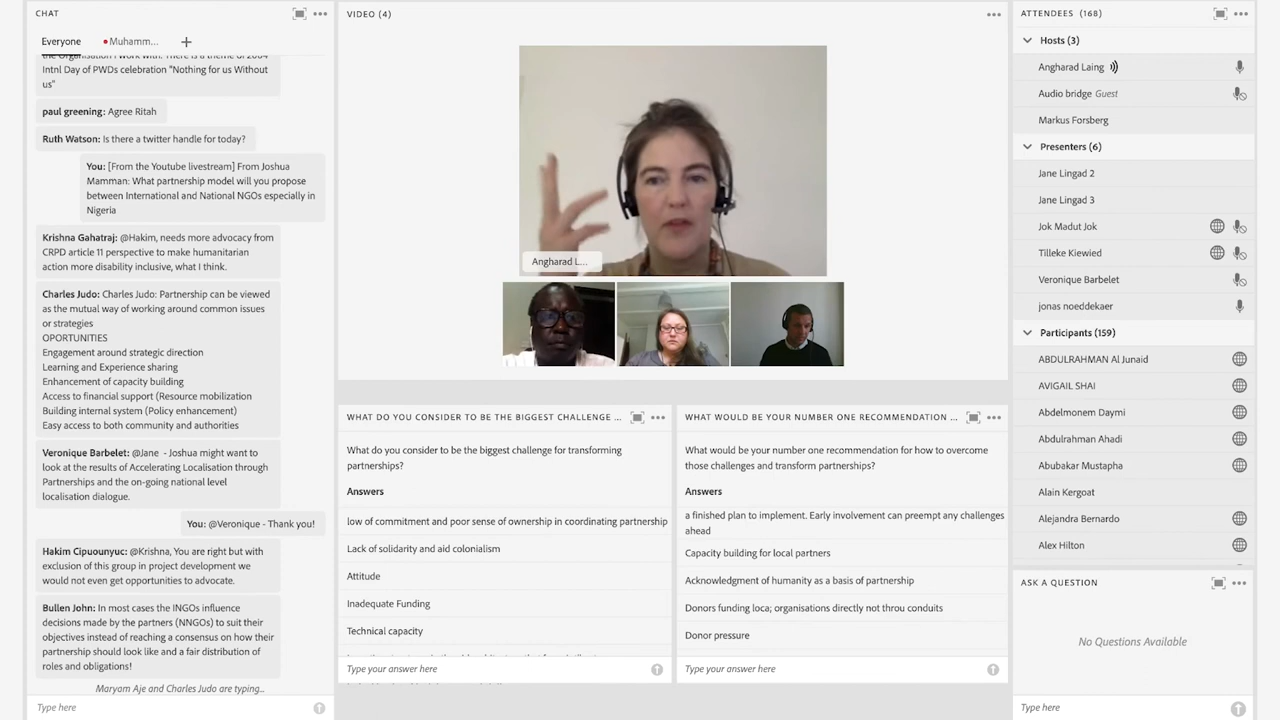 CHAT
Everyone
Muhamm...
the Organisation I work with. There is a theme of 2004
Intnl Day of PWDs celebration "Nothing for us Without
us"
paul greening: Agree Ritah
Ruth Watson: Is there a twitter handle for today?
You: [From the Youtube livestream] From Joshua
Mamman: What partnership model will you propose
between International and National NGOs especially in
Nigeria
Krishna Gahatraj: @Hakim, needs more advocacy from
CRPD article 11 perspective to make humanitarian
action more disability inclusive, what I think.
Charles Judo: Charles Judo: Partnership can be viewed
as the mutual way of working around common issues
or strategies
OPORTUNITIES
Engagement around strategic direction
Learning and Experience sharing
Enhancement of capacity building
Access to financial support (Resource mobilization
Building internal system (Policy enhancement)
Easy access to both community and authorities
Veronique Barbelet: @Jane - Joshua might want to
look at the results of Accelerating Localisation through
Partnerships and the on-going national level
localisation dialogue.
You: @Veronique - Thank you!
Hakim Cipuounyuc: @Krishna, You are right but with
exclusion of this group in project development we
would not even get opportunities to advocate.
Bullen John: In most cases the INGOs influence
decisions made by the partners (NNGOs) to suit their
objectives instead of reaching a consensus on how their
partnership should look like and a fair distribution of
roles and obligations!
Maryam Aje and Charles Judo are typing...
Type here
VIDEO (4)
Angharad L...
WHAT DO YOU CONSIDER TO BE THE BIGGEST CHALLENGE ...
What do you consider to be the biggest challenge for transforming
partnerships?
Answers
low of commitment and poor sense of ownership in coordinating partnership
Lack of solidarity and aid colonialism
Attitude
Inadequate Funding
Technical capacity
Type your answer here
WHAT WOULD BE YOUR NUMBER ONE RECOMMENDATION ...
What would be your number one recommendation for how to overcome
those challenges and transform partnerships?
Answers
a finished plan to implement. Early involvement can preempt any challenges
ahead
Capacity building for local partners
Acknowledgment of humanity as a basis of partnership
Donors funding loca; organisations directly not throu conduits
Donor pressure
Type your answer here
ATTENDEES (168)
Hosts (3)
Angharad Laing
Audio bridge Guest
Markus Forsberg
Presenters (6)
Jane Lingad 2
Jane Lingad 3
Jok Madut Jok
Tilleke Kiewied
Veronique Barbelet
jonas noeddekaer
Participants (159)
ABDULRAHMAN Al Junaid
AVIGAIL SHAI
Abdelmonem Daymi
Abdulrahman Ahadi
Abubakar Mustapha
Alain Kergoat
Alejandra Bernardo
Alex Hilton
ASK A QUESTION
No Questions Available
Type here